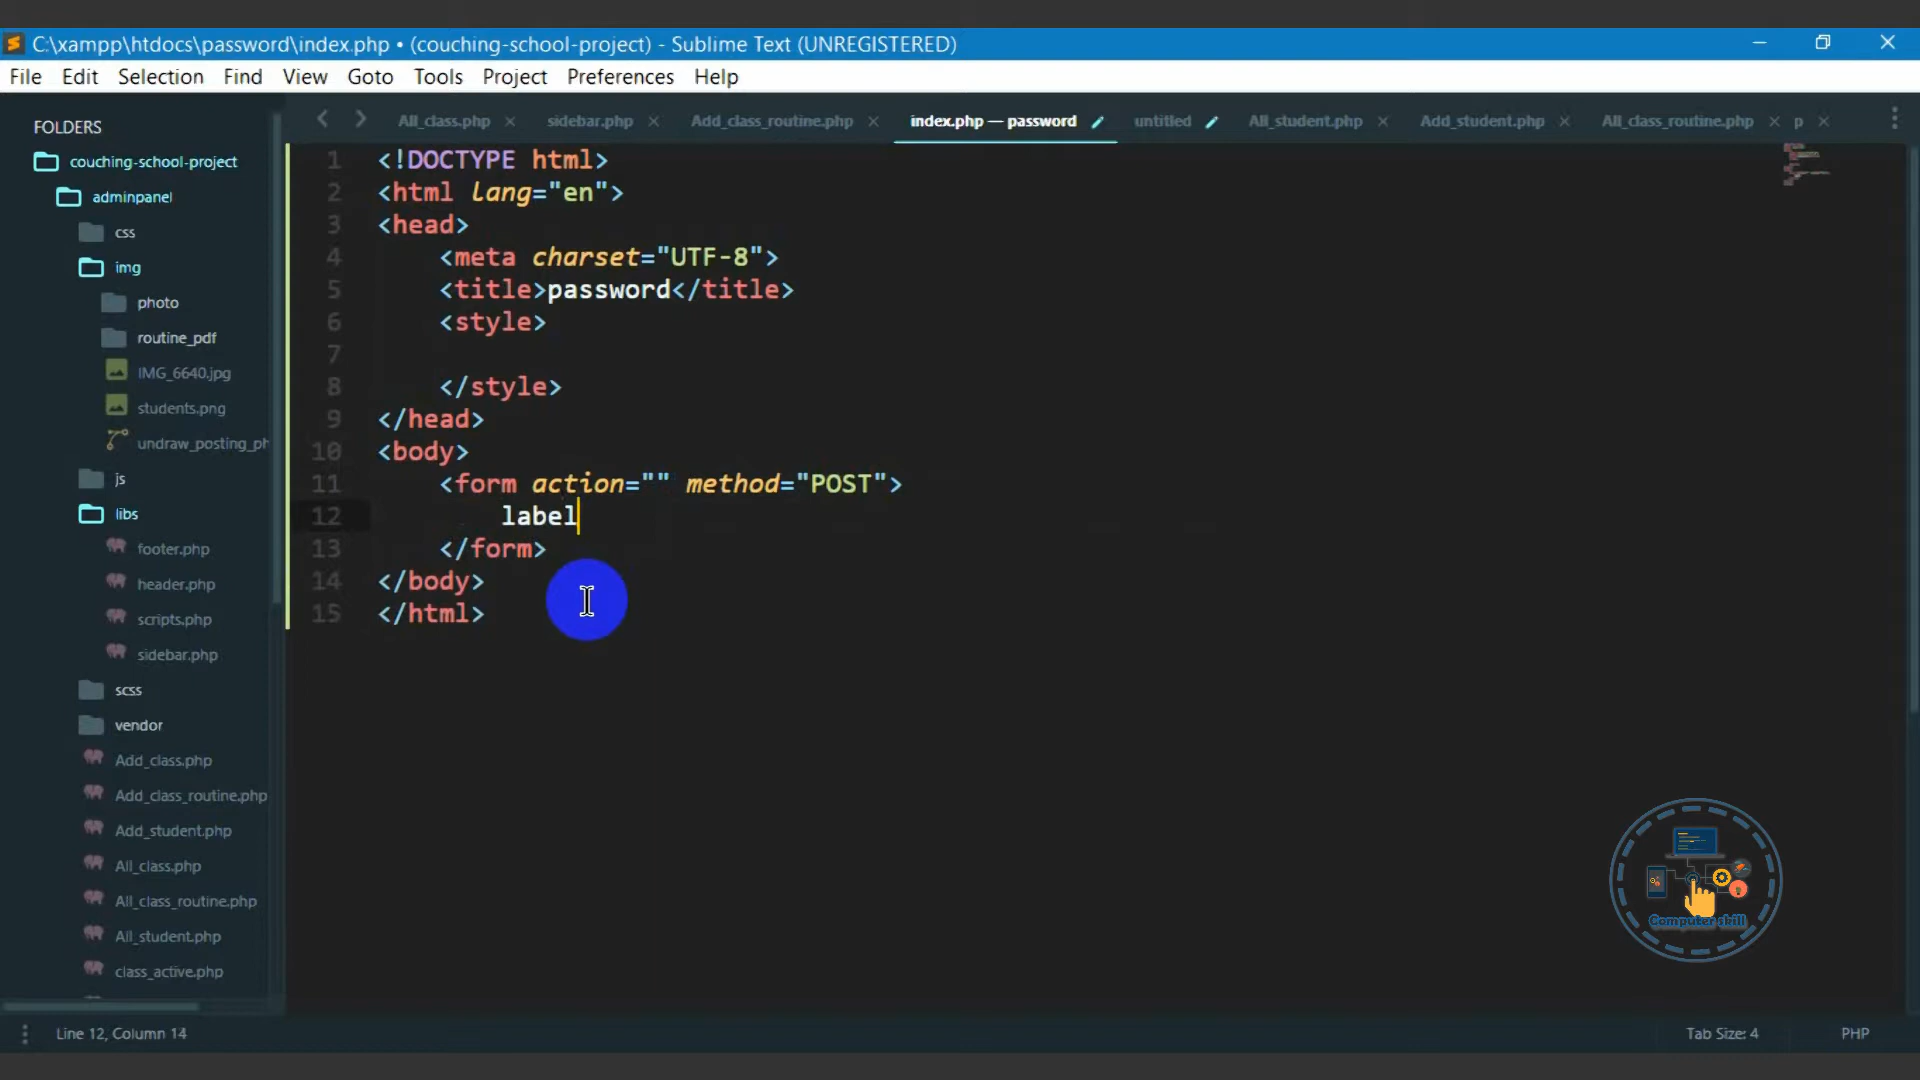 C:\xampp\htdocs\password\index.php • (couching-school-project) - Sublime Text (UNREGISTERED)
File Edit Selection Find View Goto Tools Project Preferences Help
All_class.php sidebar.php Add_class_routine.php index.php — password untitled All_student.php Add_student.php All_class_routine.php p
FOLDERS
couching-school-project
adminpanel
css
img
photo
routine_pdf
IMG_6640.jpg
students.png
undraw_posting_ph
js
libs
footer.php
header.php
scripts.php
sidebar.php
scss
vendor
Add_class.php
Add_class_routine.php
Add_student.php
All_class.php
All_class_routine.php
All_student.php
class_active.php
1 <!DOCTYPE html>
2 <html lang="en">
3 <head>
4 <meta charset="UTF-8">
5 <title>password</title>
6 <style>
7
8 </style>
9 </head>
10 <body>
11 <form action="" method="POST">
12 label
13 </form>
14 </body>
15 </html>
Computer skill
Line 12, Column 14
Tab Size: 4
PHP